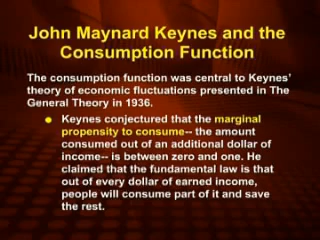 John Maynard Keynes and the
Consumption Function
The consumption function was central to Keynes'
theory of economic fluctuations presented in The
General Theory in 1936.
Keynes conjectured that the marginal
propensity to consume-- the amount
consumed out of an additional dollar of
income-- is between zero and one. He
claimed that the fundamental law is that
out of every dollar of earned income,
people will consume part of it and save
the rest.